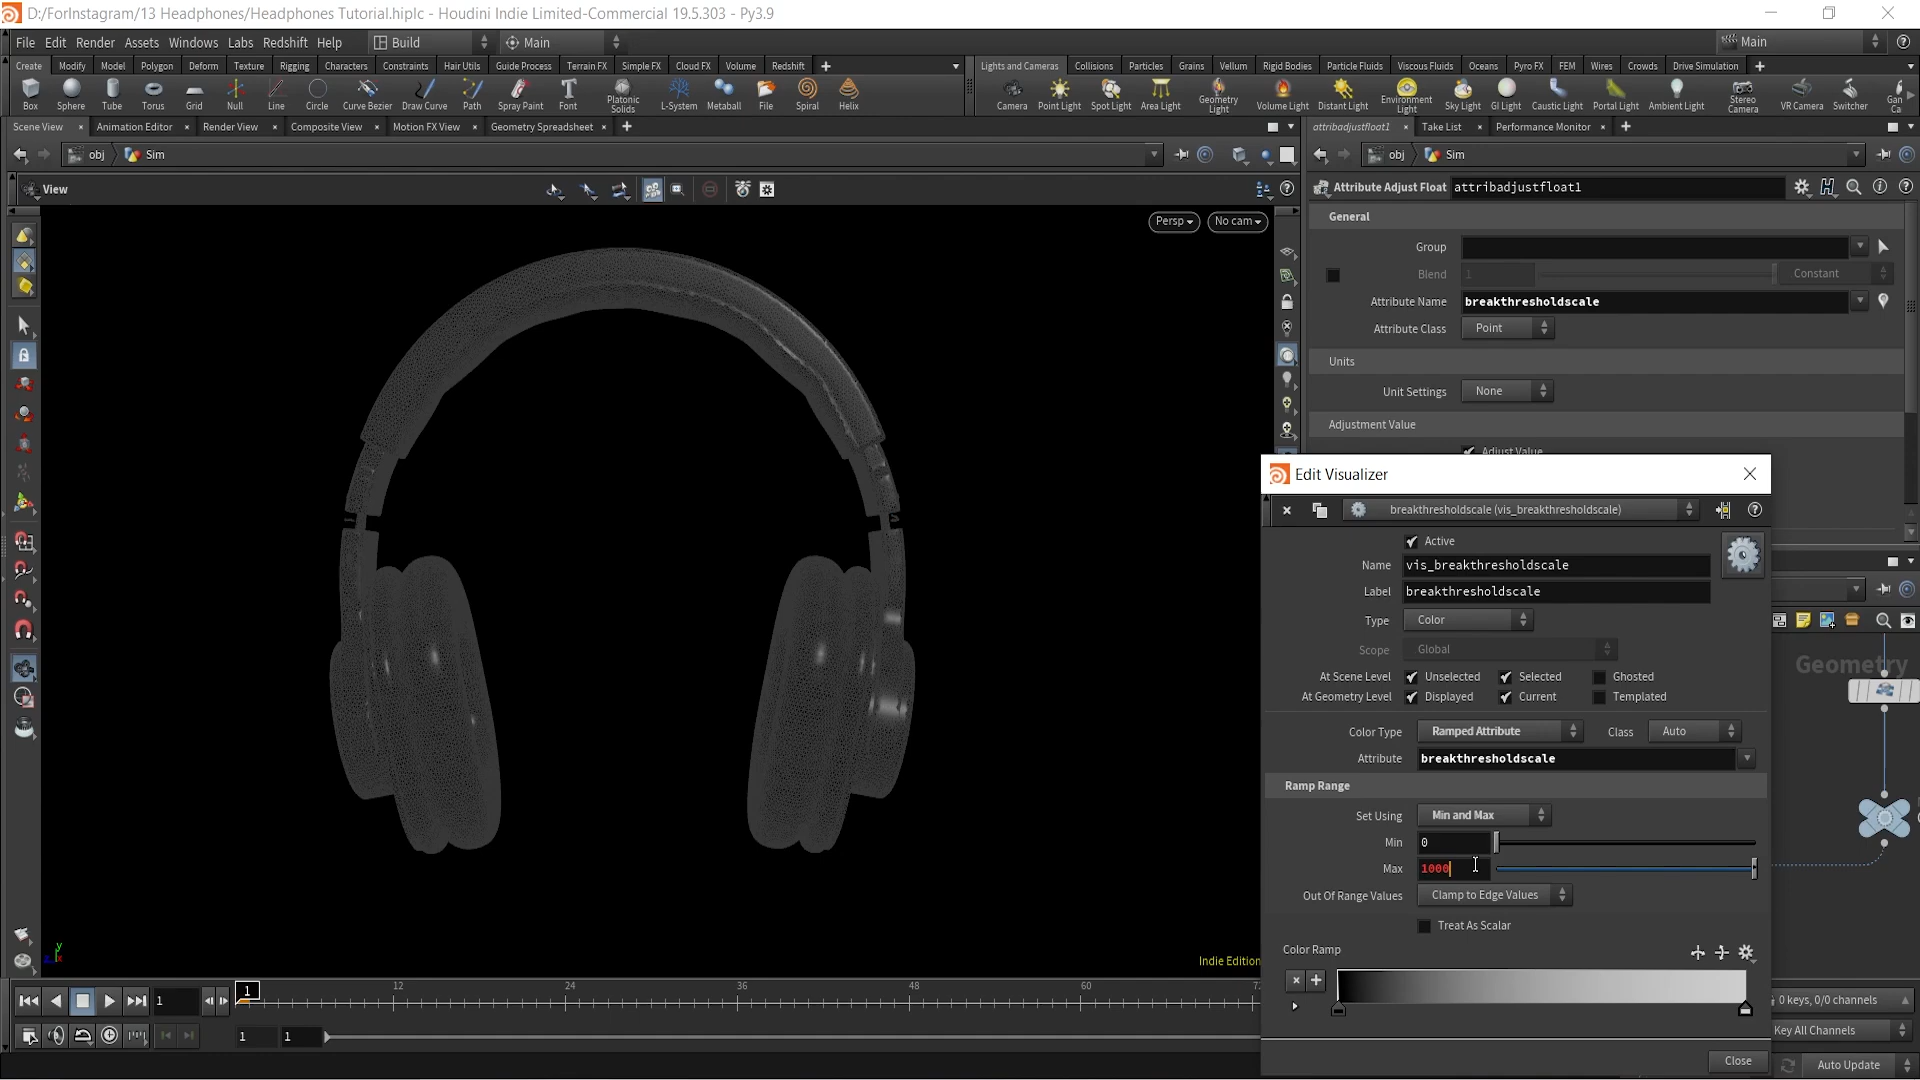 D:/ForInstagram/13 Headphones/Headphones Tutorial.hiplc - Houdini Indie Limited-Commercial 19.5.303 - Py3.9
File Edit Render Assets Windows Labs Redshift Help Build Main Main
Create Modify Model Polygon Deform Texture Rigging Characters Constraints Hair Utils Guide Process Terrain FX Simple FX Cloud FX Volume Redshift
Lights and Cameras Collisions Particles Grains Vellum Rigid Bodies Particle Fluids Viscous Fluids Oceans Pyro FX FEM Wires Crowds Drive Simulation
Box Sphere Tube Torus Grid Null Line Circle Curve Bezier Draw Curve Path Spray Paint Font Platonic Solids L-System Metaball File Spiral Helix
Camera Point Light Spot Light Area Light Geometry Light Volume Light Distant Light Environment Light Sky Light GI Light Caustic Light Portal Light Ambient Light Stereo Camera VR Camera Switcher Gan Ca
Scene View Animation Editor Render View Composite View Motion FX View Geometry Spreadsheet
attribadjustfloat1 Take List Performance Monitor
obj Sim
obj Sim
View
Attribute Adjust Float attribadjustfloat1
Persp No cam
General
Group
Blend 1 Constant
Attribute Name breakthresholdscale
Attribute Class Point
Units
Unit Settings None
Adjustment Value
Adjust Value
Edit Visualizer
breakthresholdscale (vis_breakthresholdscale)
Active
Name vis_breakthresholdscale
Label breakthresholdscale
Type Color
Scope Global
At Scene Level Unselected Selected Ghosted
At Geometry Level Displayed Current Templated
Color Type Ramped Attribute Class Auto
Attribute breakthresholdscale
Ramp Range
Set Using Min and Max
Min 0
Max 1000
Out Of Range Values Clamp to Edge Values
Treat As Scalar
Color Ramp
Close
Geometry
Indie Edition
y
1 12 24 36 48 60 72
1
1 1
0 keys, 0/0 channels
Key All Channels
Auto Update